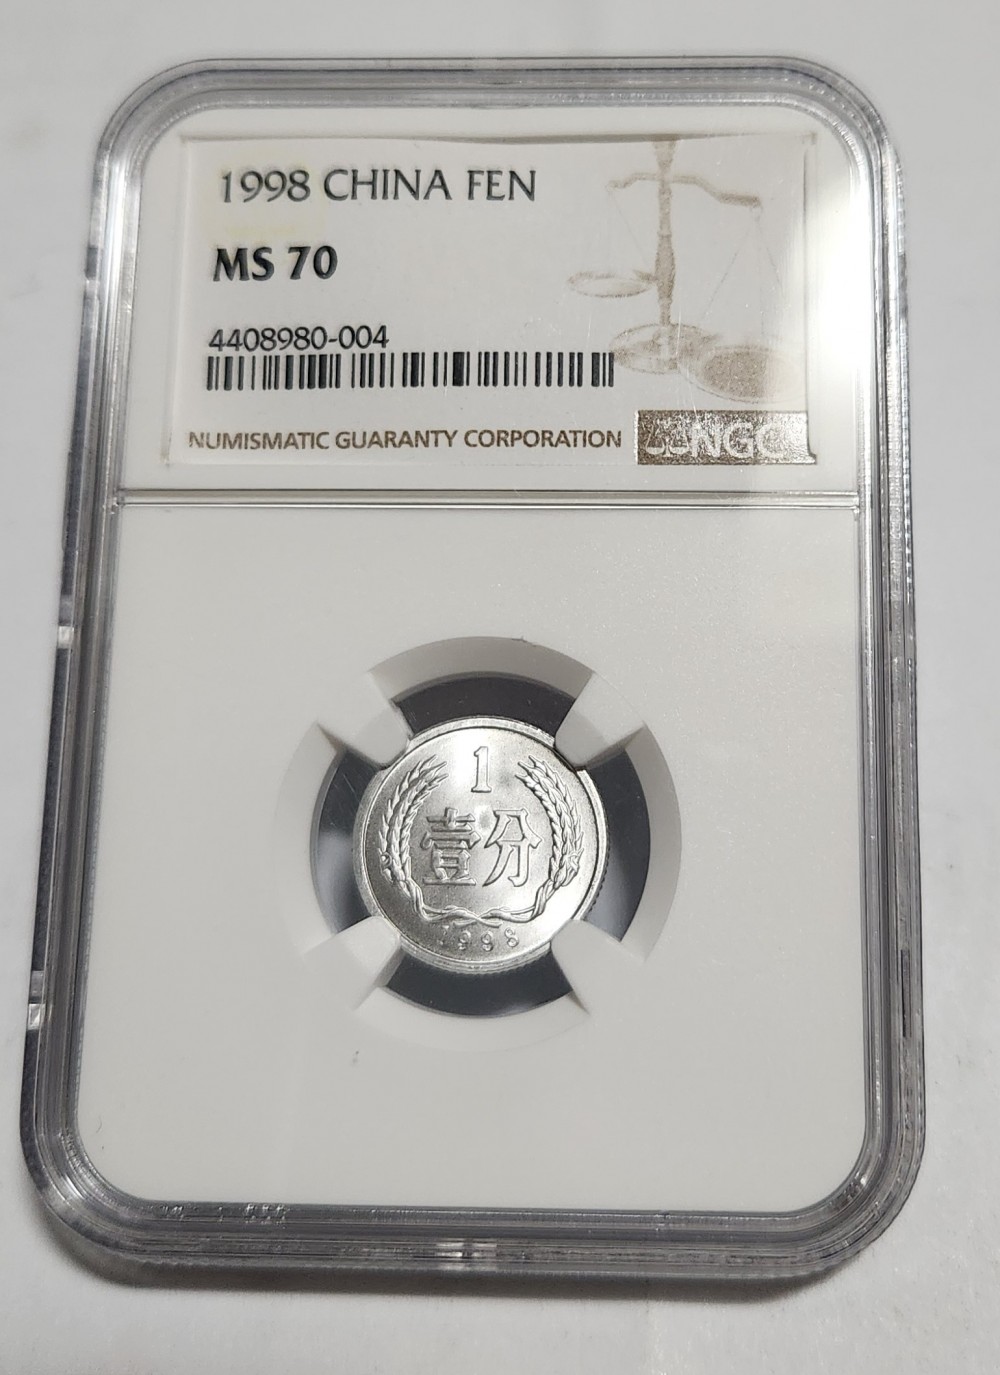 1998 CHINA FEN
MS 70
4408980-004
NUMISMATIC GUARANTY CORPORATION NGC
1
壹分
1998